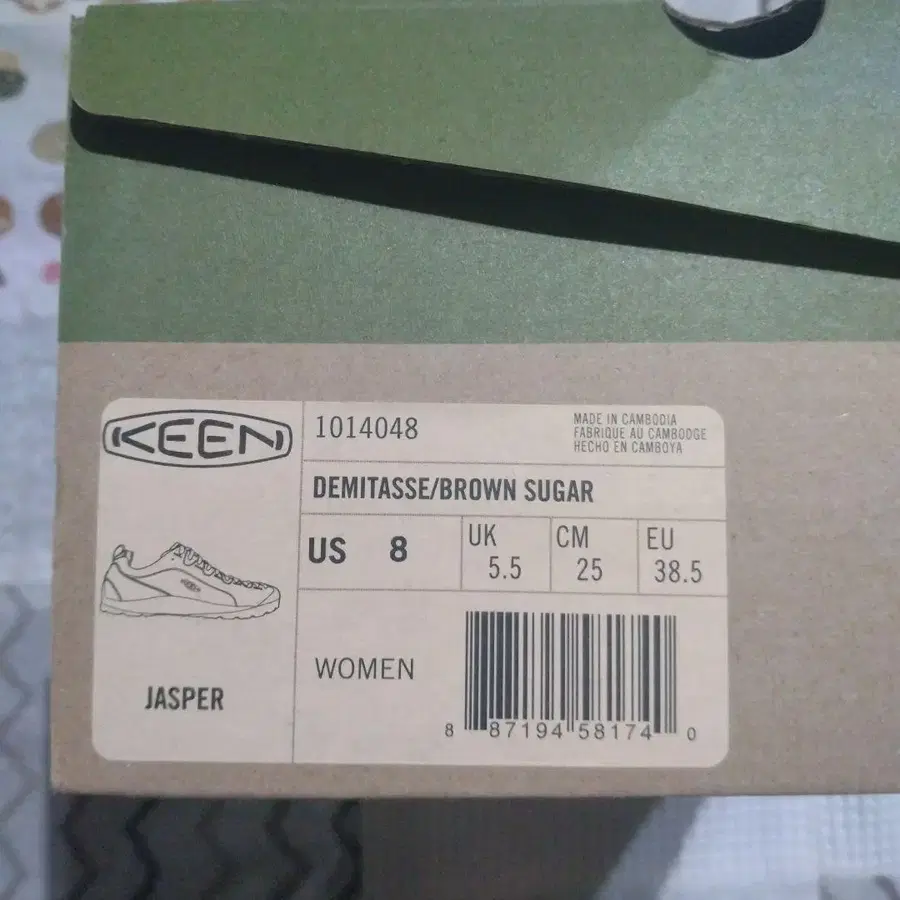 KEEN
1014048
MADE IN CAMBODIA
FABRIQUE AU CAMBODGE
HECHO EN CAMBOYA
DEMITASSE/BROWN SUGAR
US 8
UK 5.5
CM 25
EU 38.5
KEEN
JASPER
WOMEN
8 87194 58174 0